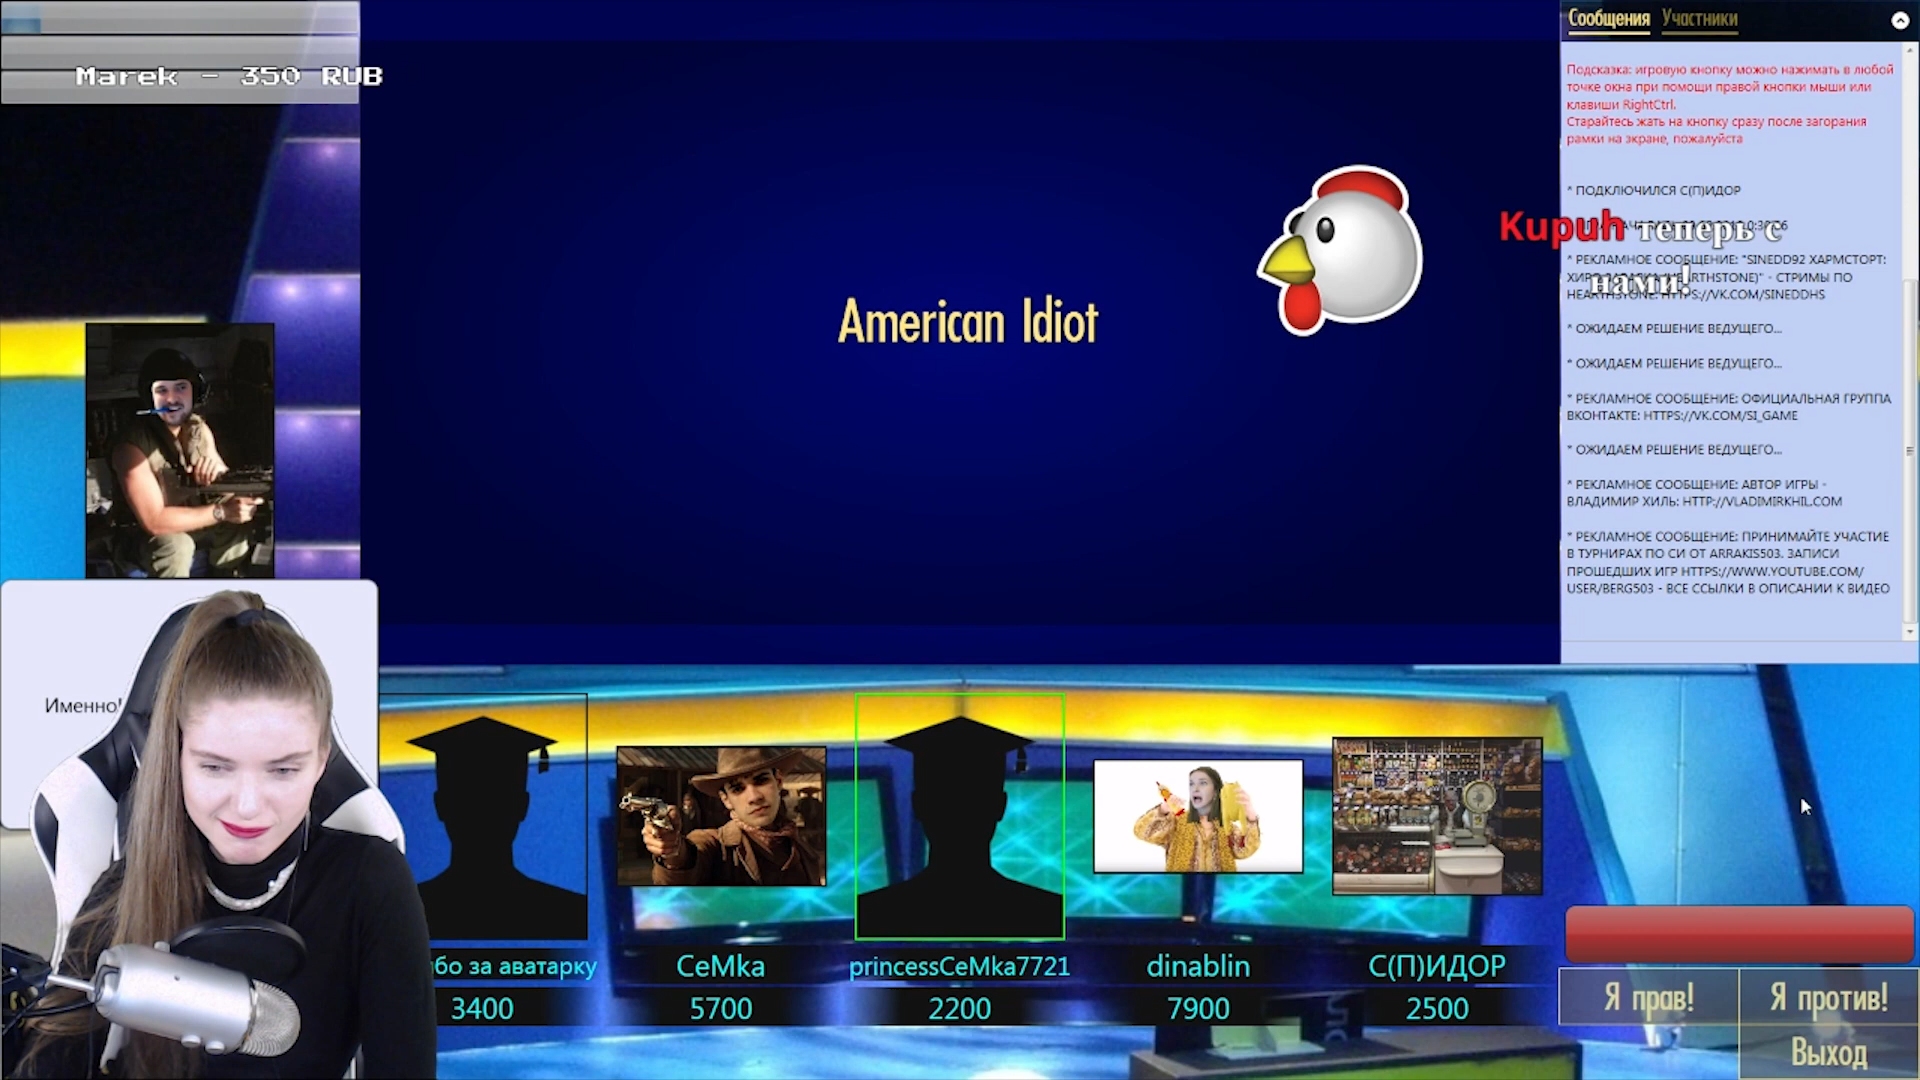 Marek - 350 RUB
American Idiot
Kupuh теперь с
нами!
Сообщения Участники
Подсказка: игровую кнопку можно нажимать в любой
точке окна при помощи правой кнопки мыши или
клавиши RightCtrl.
Старайтесь жать на кнопку сразу после загорания
рамки на экране, пожалуйста
* ПОДКЛЮЧИЛСЯ С(П)ИДОР
* РЕКЛАМНОЕ СООБЩЕНИЕ: "SINEDD92 ХАРМСТОРТ:
(HEARTHSTONE)" - СТРИМЫ ПО
HEARTHSTONE: HTTPS://VK.COM/SINEDDHS
* ОЖИДАЕМ РЕШЕНИЕ ВЕДУЩЕГО...
* ОЖИДАЕМ РЕШЕНИЕ ВЕДУЩЕГО...
* РЕКЛАМНОЕ СООБЩЕНИЕ: ОФИЦИАЛЬНАЯ ГРУППА
ВКОНТАКТЕ: HTTPS://VK.COM/SI_GAME
* ОЖИДАЕМ РЕШЕНИЕ ВЕДУЩЕГО...
* РЕКЛАМНОЕ СООБЩЕНИЕ: АВТОР ИГРЫ -
ВЛАДИМИР ХИЛЬ: HTTP://VLADIMIRKHIL.COM
* РЕКЛАМНОЕ СООБЩЕНИЕ: ПРИНИМАЙТЕ УЧАСТИЕ
В ТУРНИРАХ ПО СИ ОТ ARRAKIS503. ЗАПИСИ
ПРОШЕДШИХ ИГР HTTPS://WWW.YOUTUBE.COM/
USER/BERG503 - ВСЕ ССЫЛКИ В ОПИСАНИИ К ВИДЕО
Именно!
бо за аватарку
3400
CeMka
5700
princessCeMka7721
2200
dinablin
7900
С(П)ИДОР
2500
Я прав!
Я против!
Выход